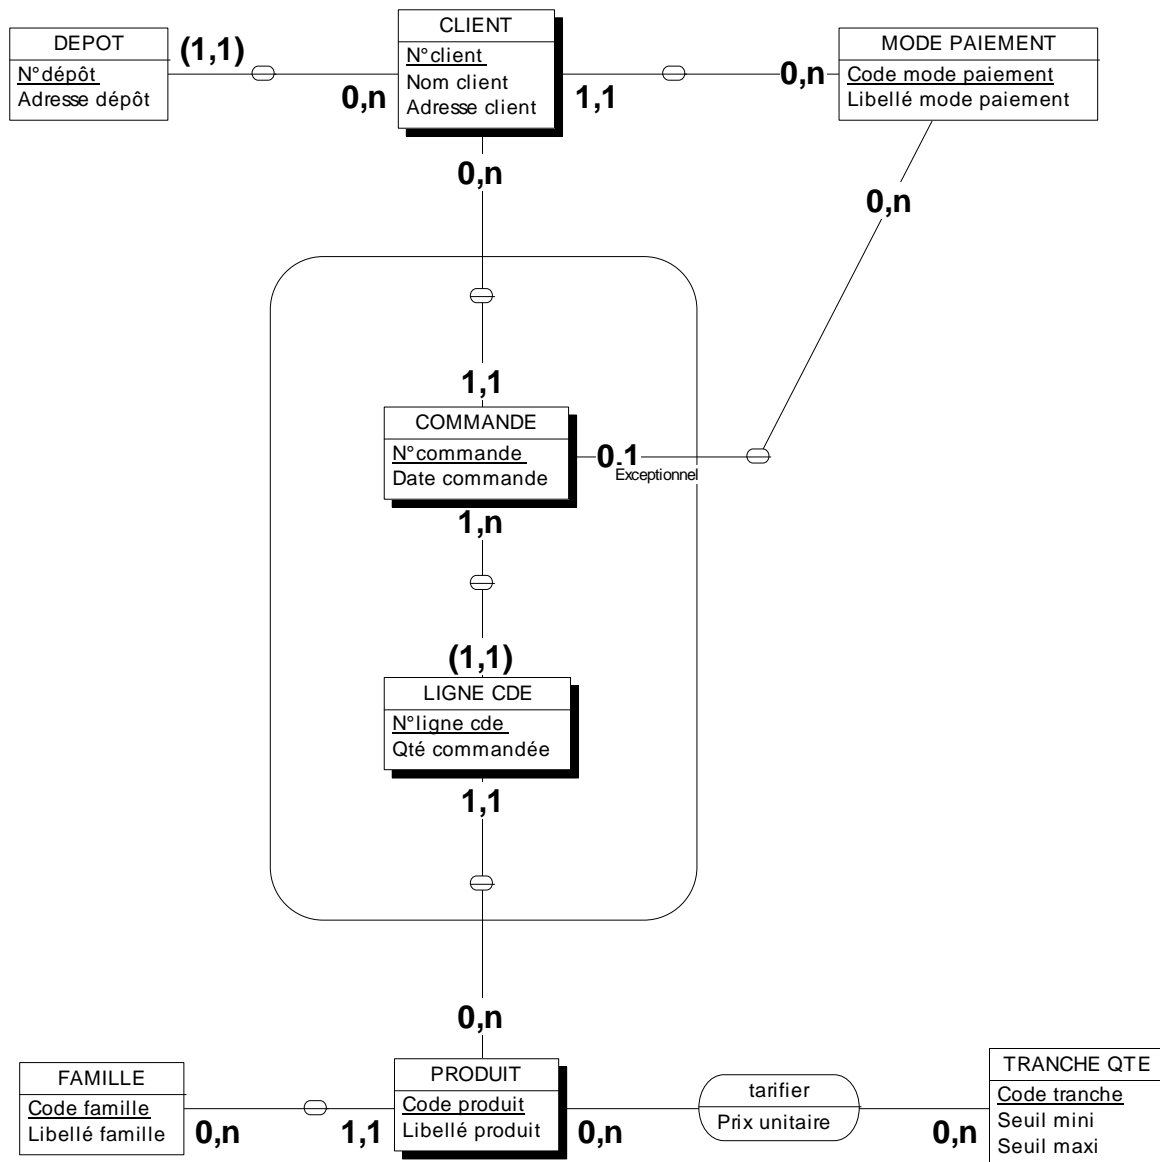 DEPOT
N°dépôt
Adresse dépôt
(1,1)
0,n
CLIENT
N°client
Nom client
Adresse client
1,1
0,n
MODE PAIEMENT
Code mode paiement
Libellé mode paiement
0,n
0,n
1,1
COMMANDE
N°commande
Date commande
0,1
Exceptionnel
1,n
(1,1)
LIGNE CDE
N°ligne cde
Qté commandée
1,1
0,n
FAMILLE
Code famille
Libellé famille
0,n
1,1
PRODUIT
Code produit
Libellé produit
0,n
tarifier
Prix unitaire
0,n
TRANCHE QTE
Code tranche
Seuil mini
Seuil maxi